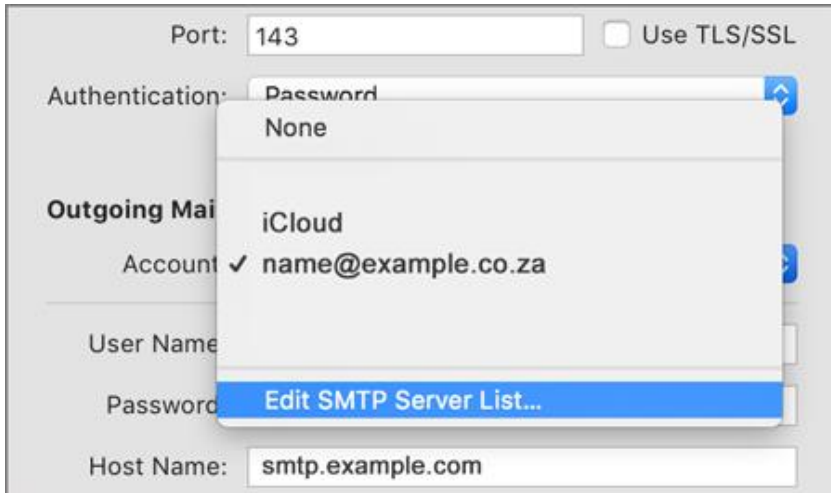 Port: 143 Use TLS/SSL
Authentication: Password
None
Outgoing Mai
iCloud
Account ✓ name@example.co.za
User Name
Edit SMTP Server List...
Password
Host Name: smtp.example.com